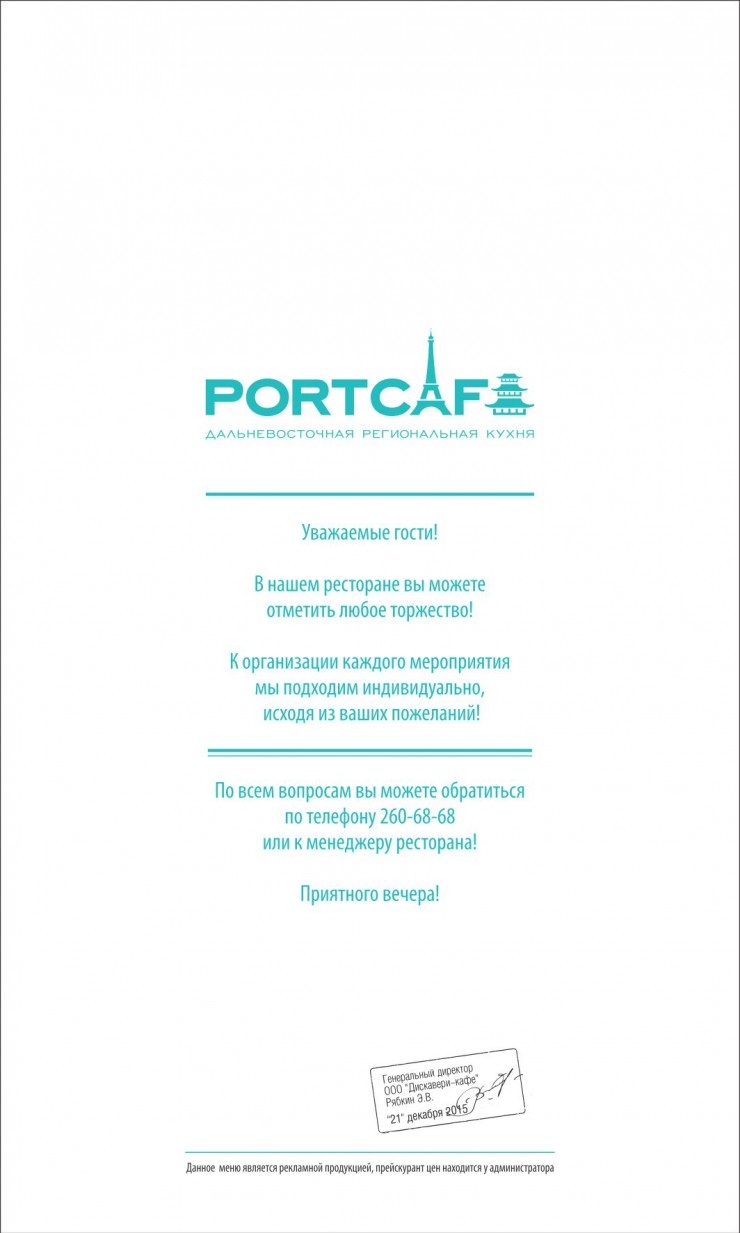 PORTCAF
ДАЛЬНЕВОСТОЧНАЯ РЕГИОНАЛЬНАЯ КУХНЯ
Уважаемые гости!
В нашем ресторане вы можете
отметить любое торжество!
К организации каждого мероприятия
мы подходим индивидуально,
исходя из ваших пожеланий!
По всем вопросам вы можете обратиться
по телефону 260-68-68
или к менеджеру ресторана!
Приятного вечера!
Генеральный директор
ООО "Дискавери-кафе"
Рябкин Э.В.
"21" декабря 2015
Данное меню является рекламной продукцией, прейскурант цен находится у администратора